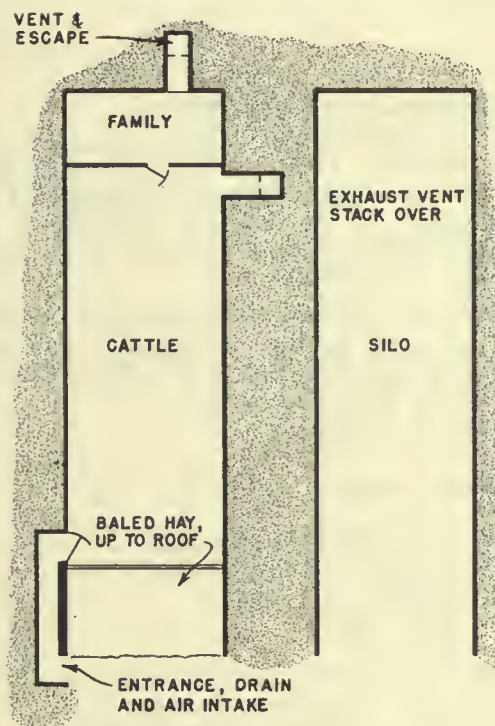 VENT &
ESCAPE
FAMILY
EXHAUST VENT
STACK OVER
CATTLE
SILO
BALED HAY,
UP TO ROOF
ENTRANCE, DRAIN
AND AIR INTAKE